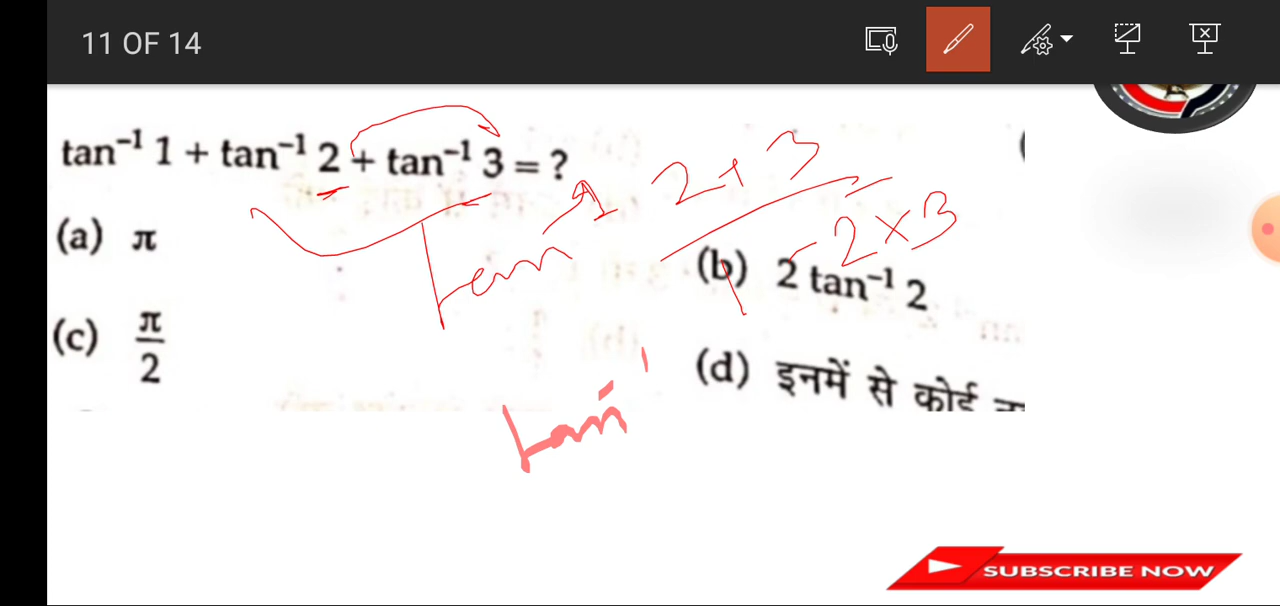 11 OF 14
tan⁻¹ 1 + tan⁻¹ 2 + tan⁻¹ 3 = ?
(a) π
(b) 2 tan⁻¹ 2
(c) π/2
(d) इनमें से कोई
Tan⁻¹ 2+3
1-2×3
tan⁻¹
SUBSCRIBE NOW